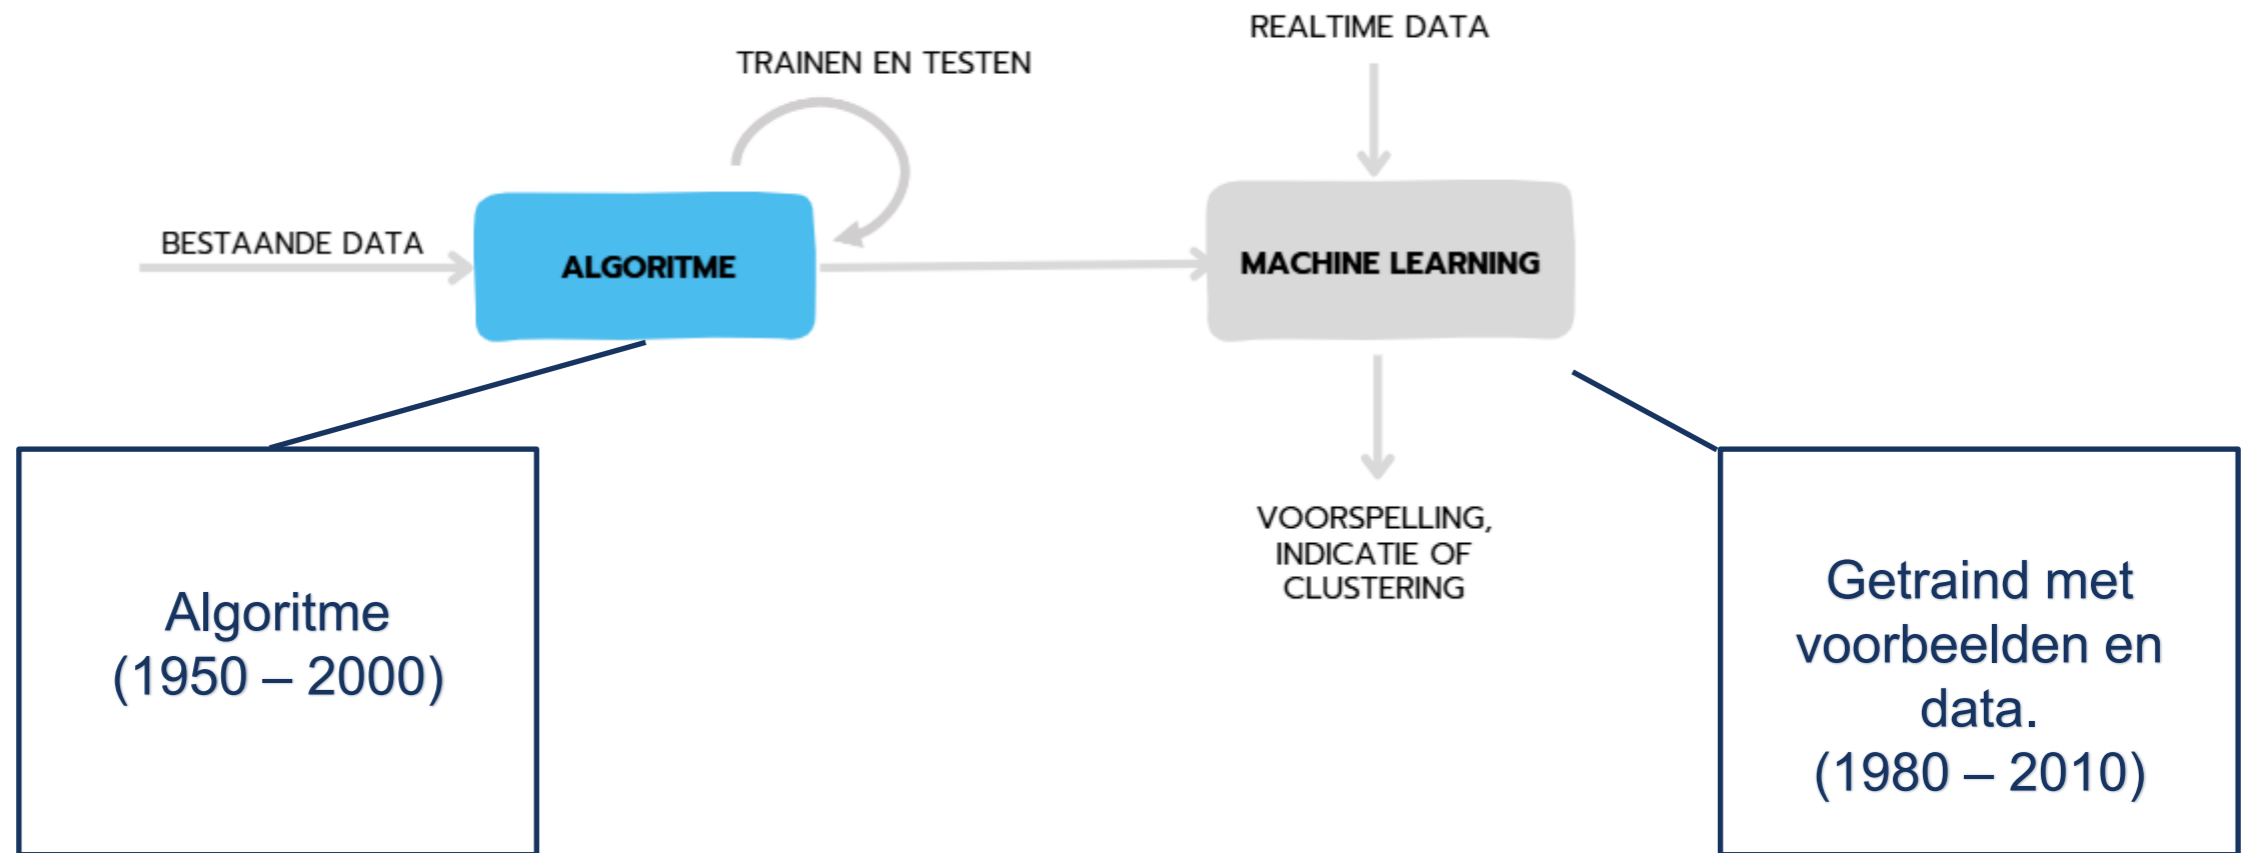 REALTIME DATA
TRAINEN EN TESTEN
BESTAANDE DATA
ALGORITME
MACHINE LEARNING
VOORSPELLING,
INDICATIE OF
CLUSTERING
Algoritme
(1950 – 2000)
Getraind met
voorbeelden en
data.
(1980 – 2010)